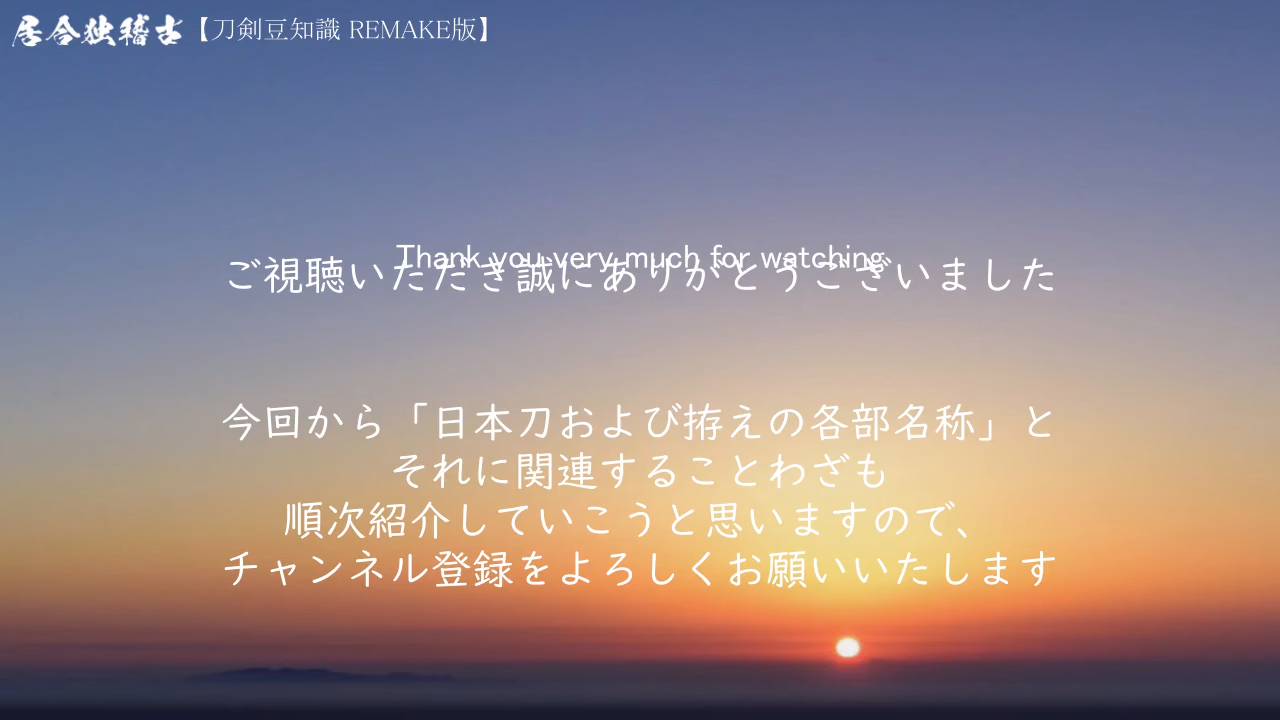 居合独稽古【刀剣豆知識 REMAKE版】
Thank you very much for watching
ご視聴いただき誠にありがとうございました
今回から「日本刀および拵えの各部名称」と
それに関連することわざも
順次紹介していこうと思いますので、
チャンネル登録をよろしくお願いいたします